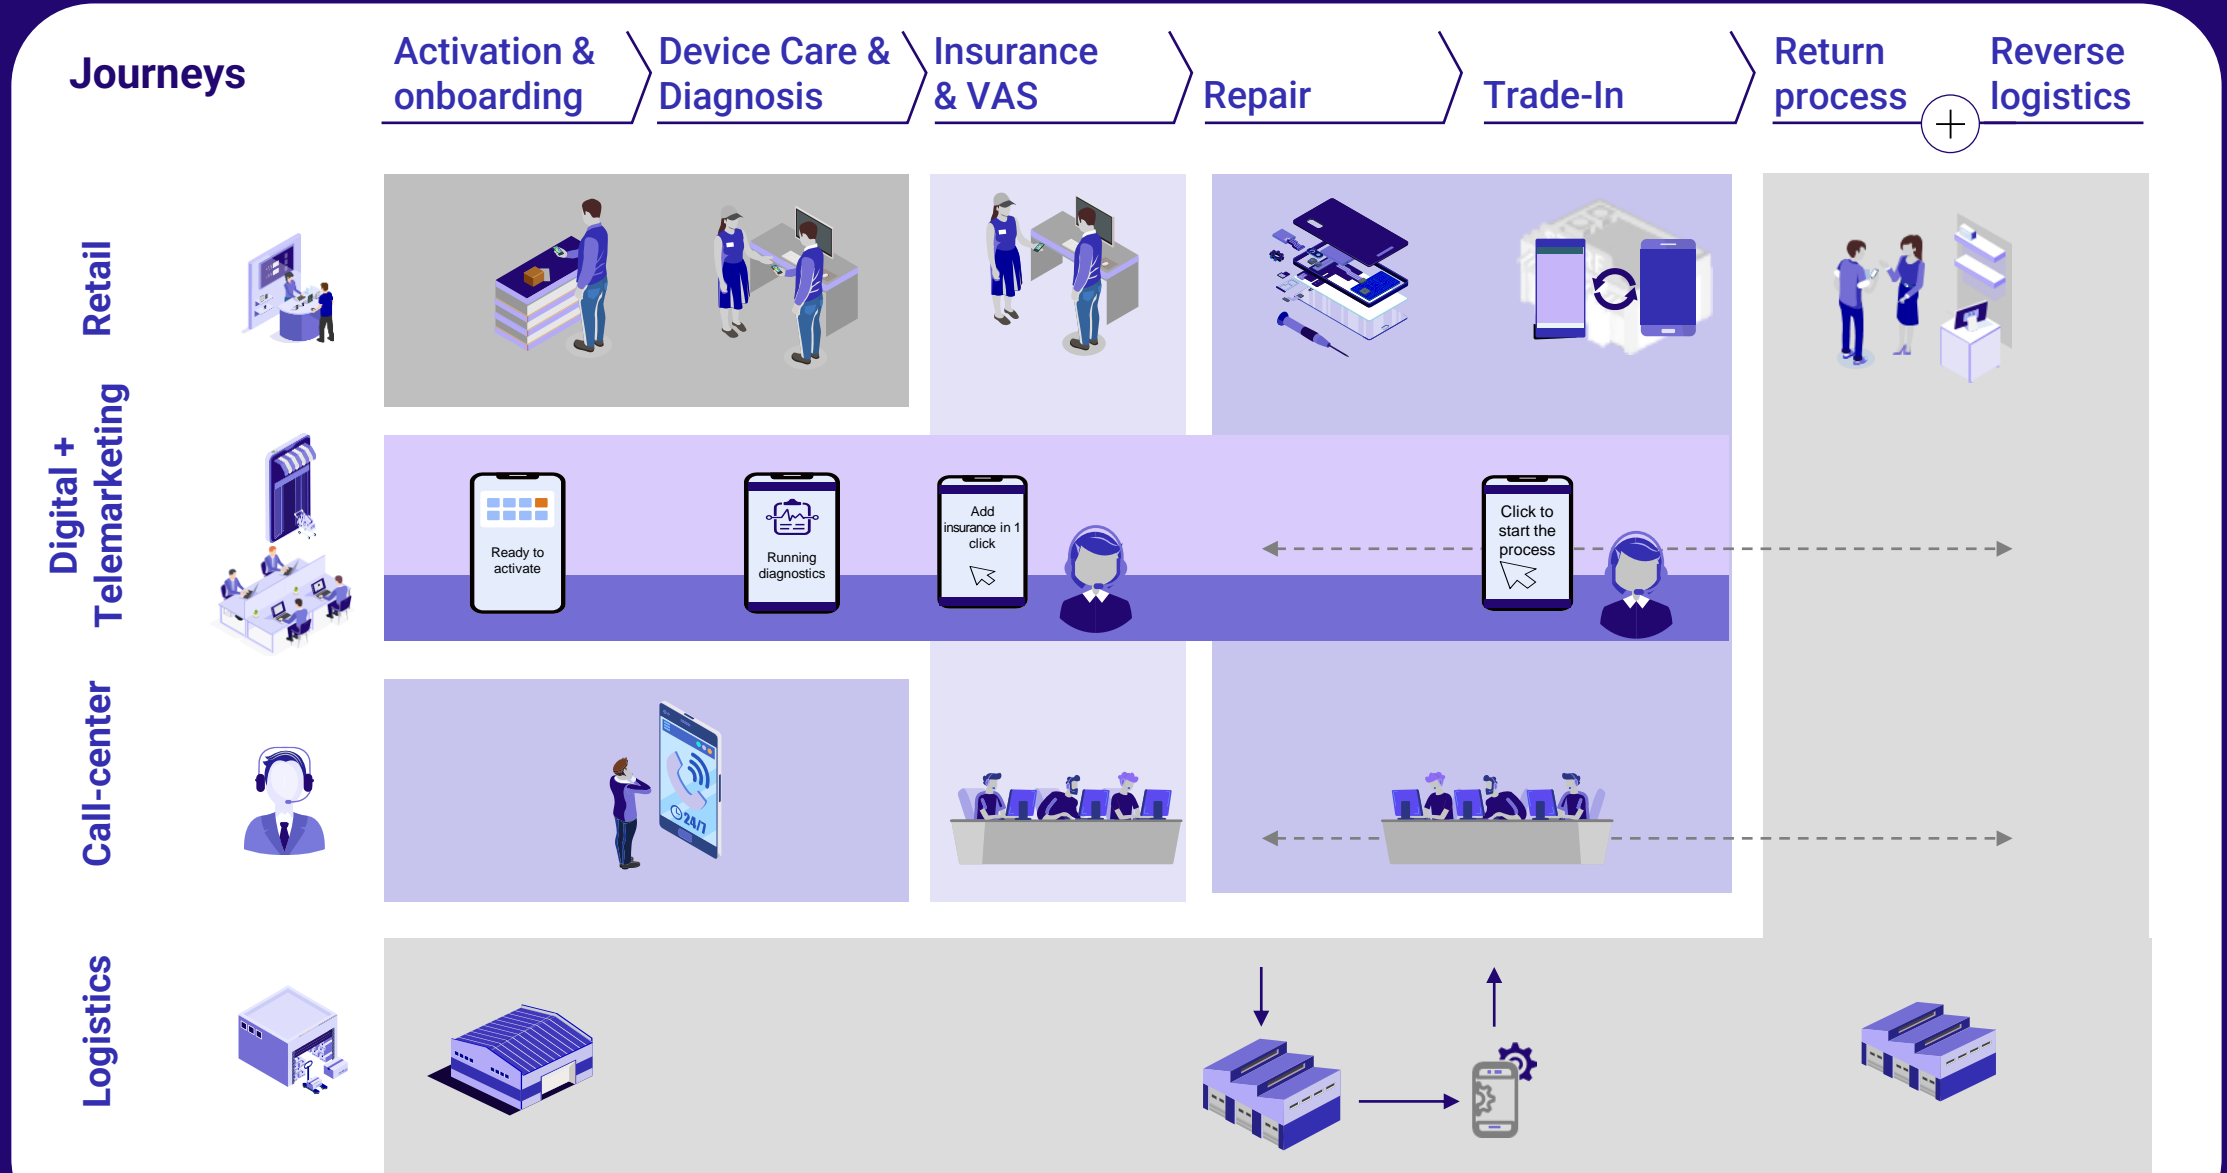 Journeys
Activation &
onboarding
Device Care &
Diagnosis
Insurance
& VAS
Repair
Trade-In
Return
process
Reverse
logistics
Retail
Digital +
Telemarketing
Ready to
activate
Running
diagnostics
Add
insurance in 1
click
Click to
start the
process
Call-center
24/7
Logistics